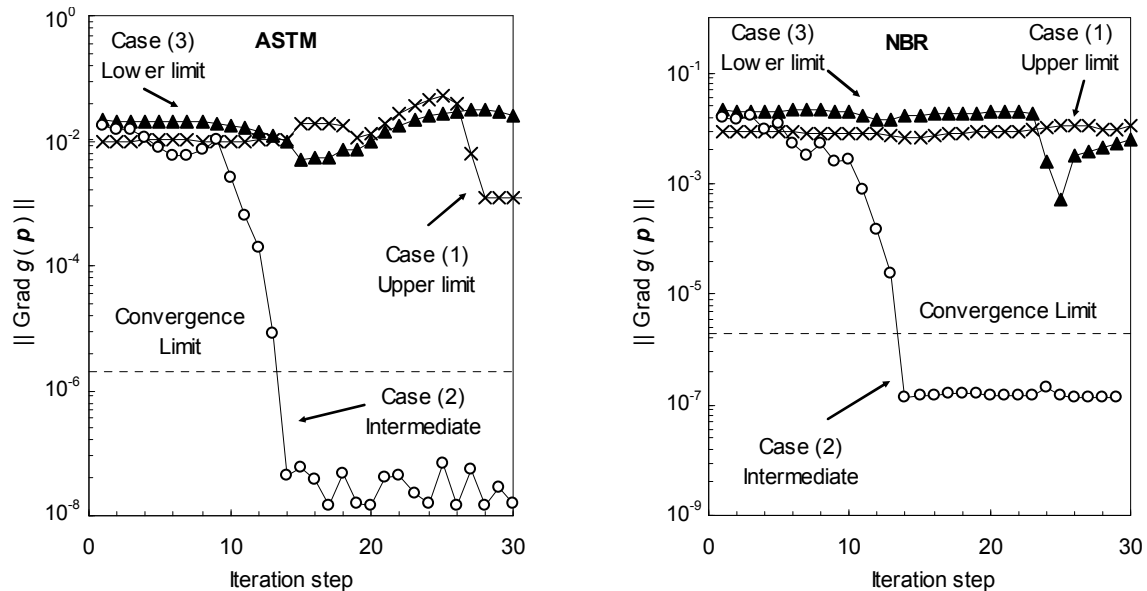 ASTM
Case (3)
Lower limit
Case (1)
Upper limit
Convergence
Limit
Case (2)
Intermediate
10^0
10^-2
10^-4
10^-6
10^-8
0
10
20
30
|| Grad g ( p ) ||
Iteration step
NBR
Case (3)
Lower limit
Case (1)
Upper limit
Convergence Limit
Case (2)
Intermediate
10^-1
10^-3
10^-5
10^-7
10^-9
0
10
20
30
|| Grad g ( p ) ||
Iteration step